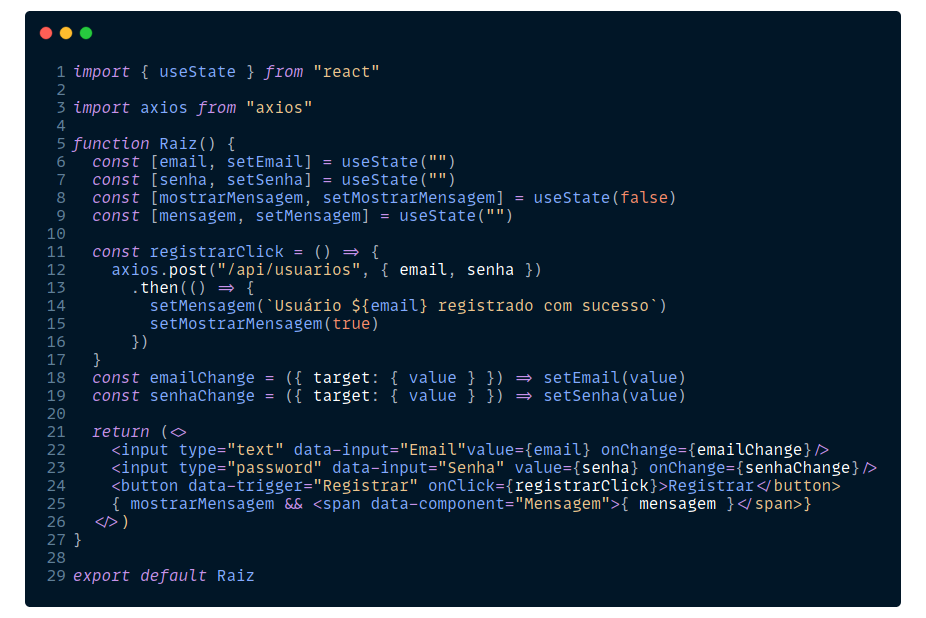 1 import { useState } from "react"
2
3 import axios from "axios"
4
5 function Raiz() {
6   const [email, setEmail] = useState("")
7   const [senha, setSenha] = useState("")
8   const [mostrarMensagem, setMostrarMensagem] = useState(false)
9   const [mensagem, setMensagem] = useState("")
10
11   const registrarClick = () => {
12     axios.post("/api/usuarios", { email, senha })
13       .then(() => {
14         setMensagem(`Usuário ${email} registrado com sucesso`)
15         setMostrarMensagem(true)
16       })
17   }
18   const emailChange = ({ target: { value } }) => setEmail(value)
19   const senhaChange = ({ target: { value } }) => setSenha(value)
20
21   return (<>
22     <input type="text" data-input="Email"value={email} onChange={emailChange}/>
23     <input type="password" data-input="Senha" value={senha} onChange={senhaChange}/>
24     <button data-trigger="Registrar" onClick={registrarClick}>Registrar</button>
25     { mostrarMensagem && <span data-component="Mensagem">{ mensagem }</span>}
26   </>)
27 }
28
29 export default Raiz